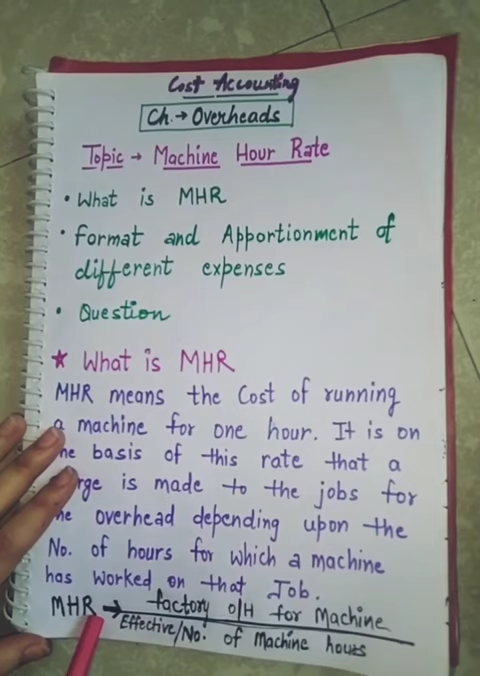 Cost Accounting
Ch. → Overheads
Topic → Machine Hour Rate
• What is MHR
• Format and Apportionment of
different expenses
• Question
★ What is MHR
MHR means the Cost of running
a machine for one hour. It is on
he basis of this rate that a
rge is made to the jobs for
he overhead depending upon the
No. of hours for which a machine
has worked on that Job.
MHR → factory o/H for Machine
Effective/No. of Machine hours